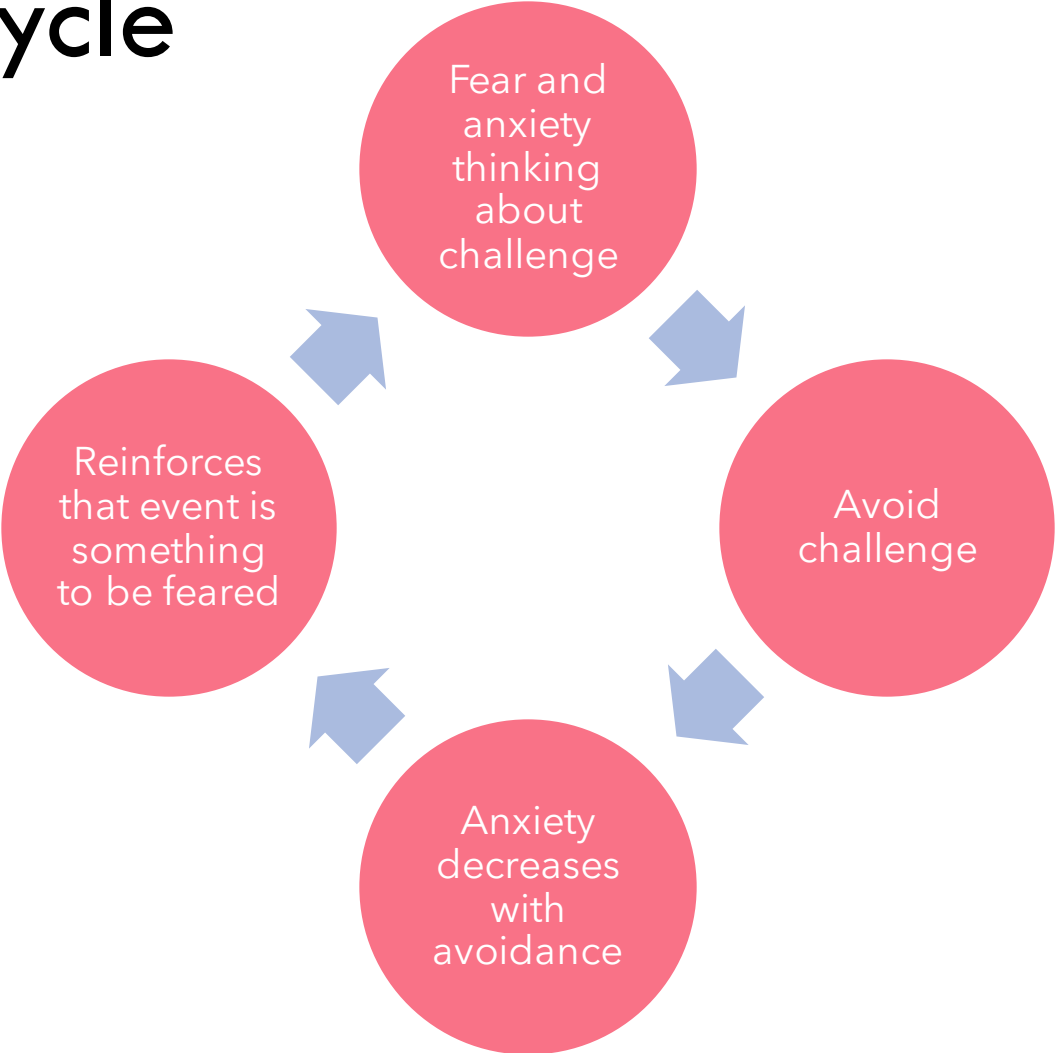 ycle
Fear and
anxiety
thinking
about
challenge
Avoid
challenge
Anxiety
decreases
with
avoidance
Reinforces
that event is
something
to be feared